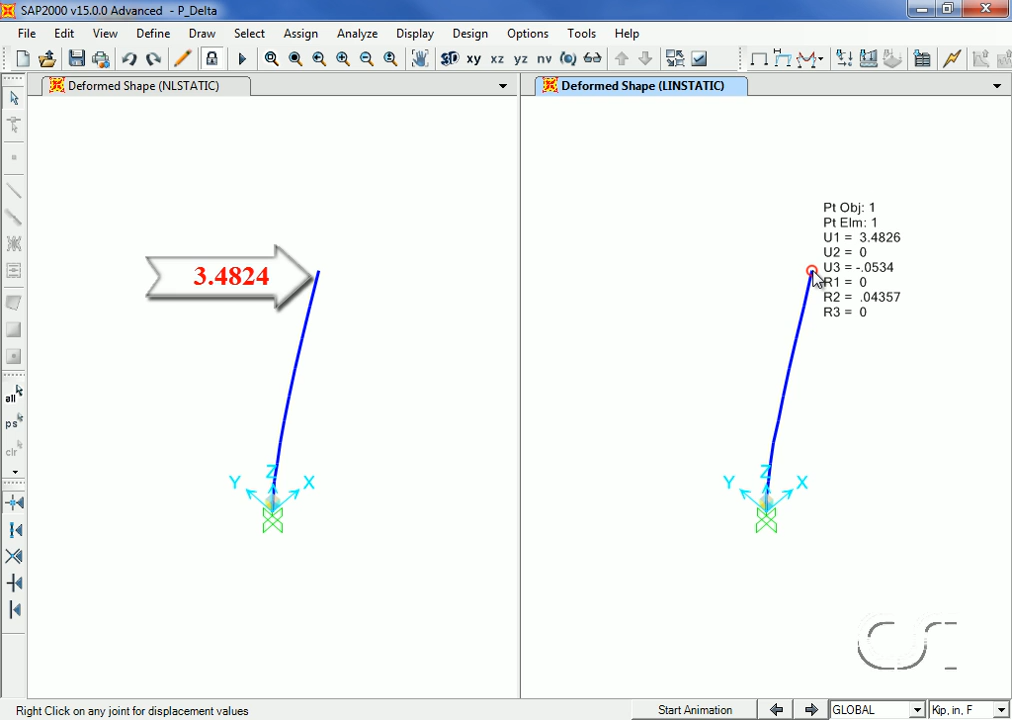 SAP2000 v15.0.0 Advanced - P_Delta
File Edit View Define Draw Select Assign Analyze Display Design Options Tools Help
3D xy xz yz nv
Deformed Shape (NLSTATIC)
Deformed Shape (LINSTATIC)
all
ps
clr
3.4824
Z
Y
X
Pt Obj: 1
Pt Elm: 1
U1 = 3.4826
U2 = 0
U3 = -.0534
R1 = 0
R2 = .04357
R3 = 0
Z
Y
X
CSI
Right Click on any joint for displacement values
Start Animation
GLOBAL
Kip, in, F